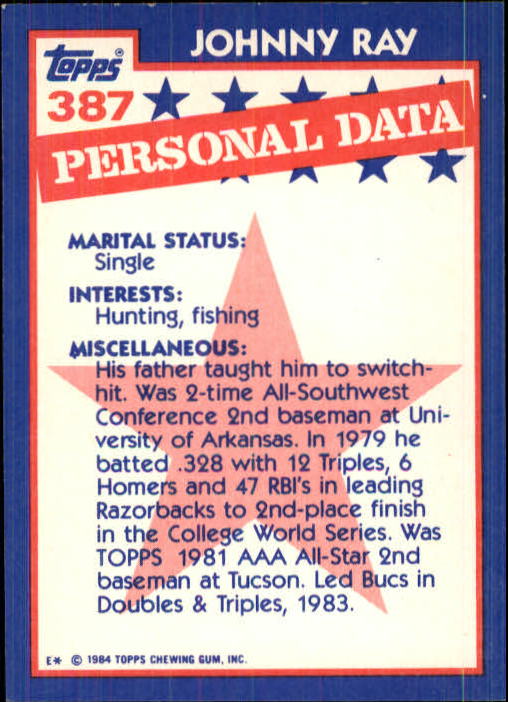 JOHNNY RAY
TOPPS
387
PERSONAL DATA
MARITAL STATUS:
Single
INTERESTS:
Hunting, fishing
MISCELLANEOUS:
His father taught him to switch-
hit. Was 2-time All-Southwest
Conference 2nd baseman at Uni-
versity of Arkansas. In 1979 he
batted .328 with 12 Triples, 6
Homers and 47 RBI's in leading
Razorbacks to 2nd-place finish
in the College World Series. Was
TOPPS 1981 AAA All-Star 2nd
baseman at Tucson. Led Bucs in
Doubles & Triples, 1983.
E* © 1984 TOPPS CHEWING GUM, INC.